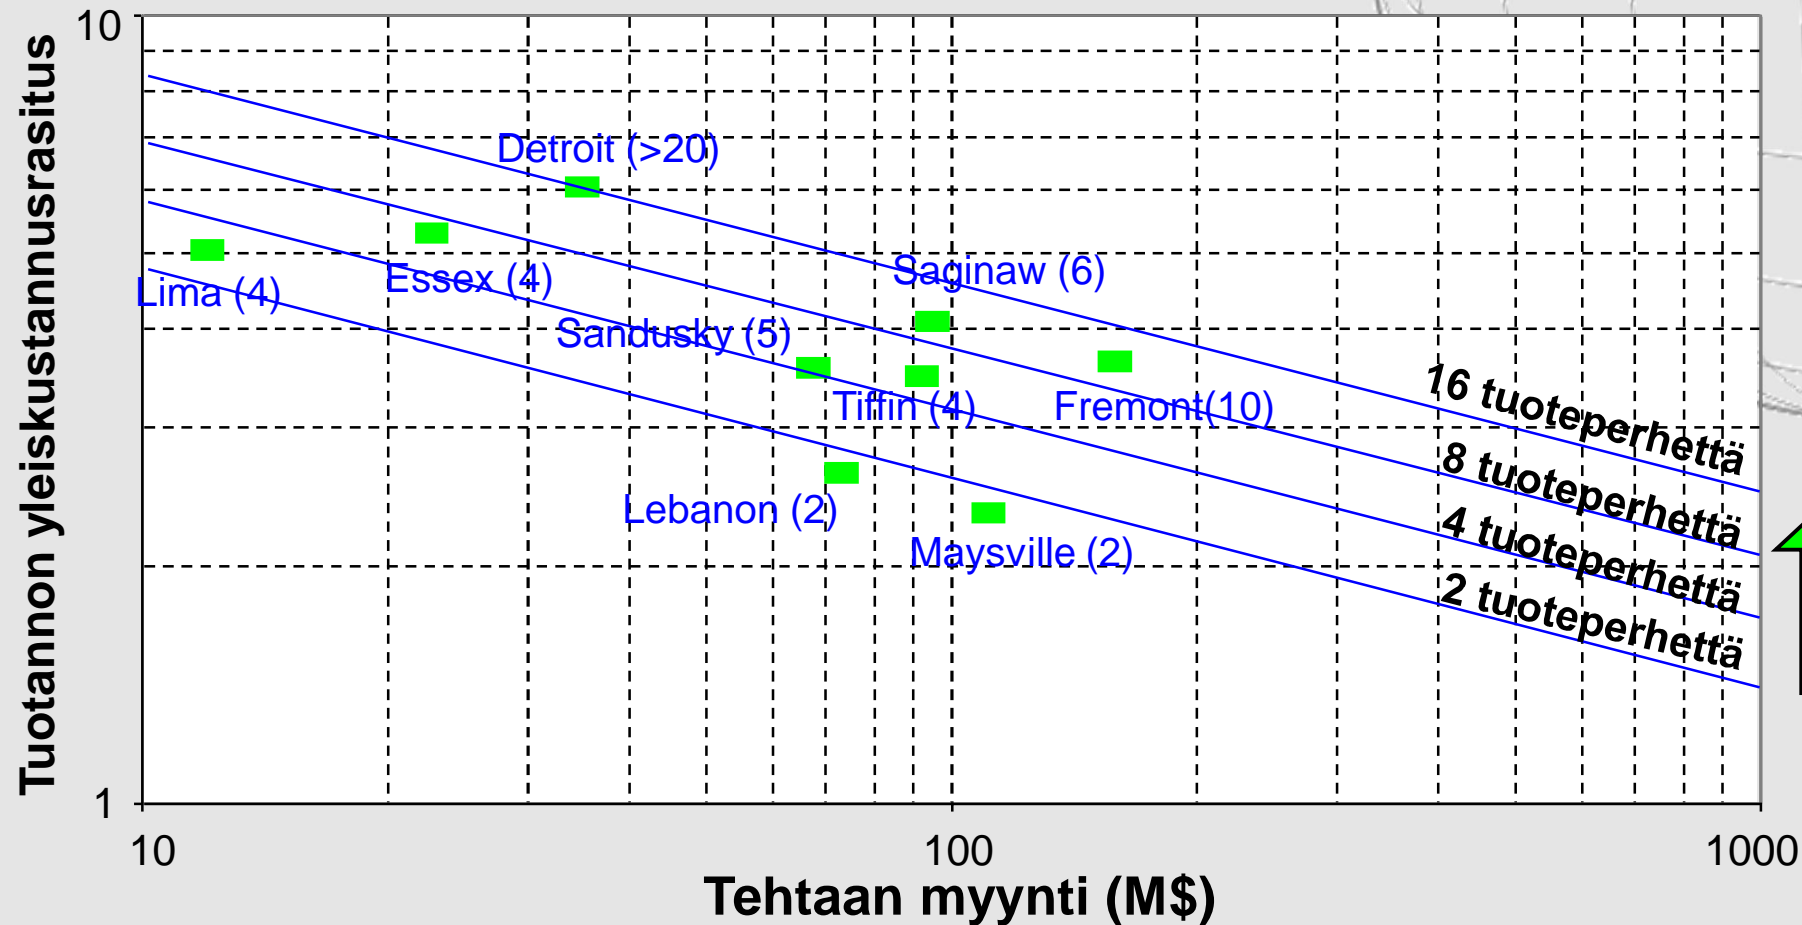 10
Tuotannon yleiskustannusrasitus
Detroit (>20)
Saginaw (6)
Essex (4)
Lima (4)
Sandusky (5)
16 tuoteperhettä
Tiffin (4)
Fremont(10)
8 tuoteperhettä
Lebanon (2)
4 tuoteperhettä
Maysville (2)
2 tuoteperhettä
1
10
100
1000
Tehtaan myynti (M$)